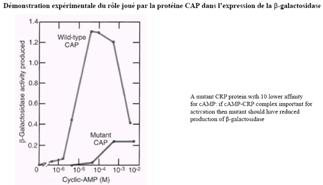 Démonstration expérimentale du rôle joué par la protéine CAP dans l'expression de la β-galactosidase
1.4
1.2
1.0
0.8
0.6
0.4
0.2
β-Galactosidase activity produced
Wild-type
CAP
Mutant
CAP
0 10⁻⁶ 10⁻⁵ 10⁻⁴ 10⁻³ 10⁻²
Cyclic-AMP (M)
A mutant CRP protein with 10 lower affinity
for cAMP: if cAMP-CRP complex important for
activation then mutant should have reduced
production of β-galactosidase